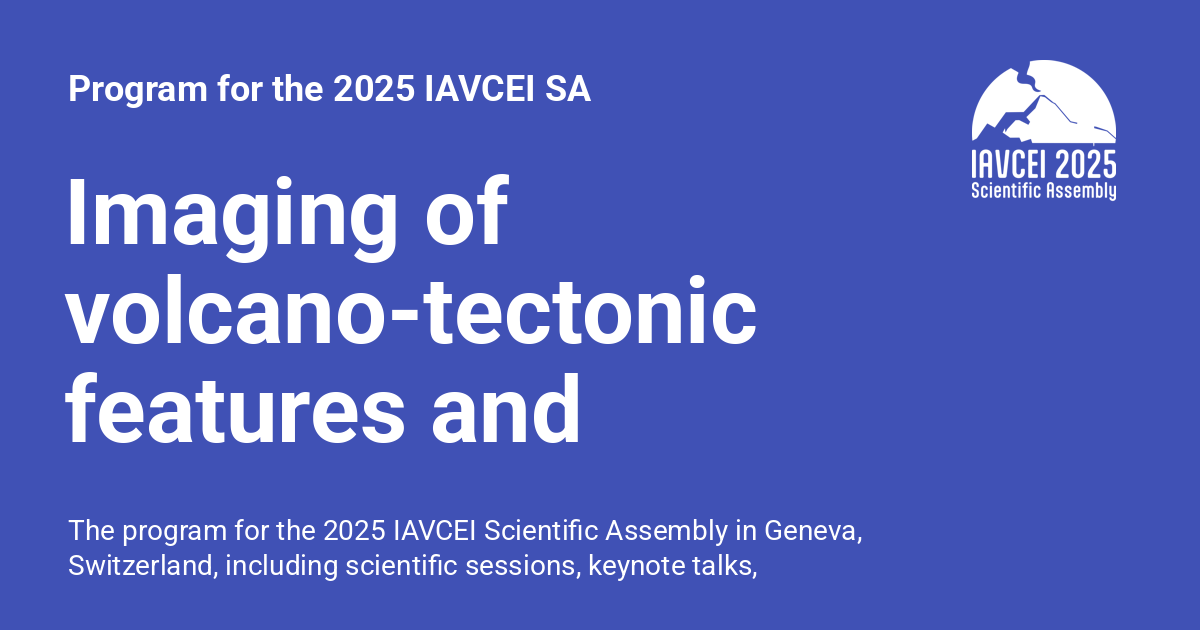 Program for the 2025 IAVCEI SA
IAVCEI 2025
Scientific Assembly
Imaging of
volcano-tectonic
features and
The program for the 2025 IAVCEI Scientific Assembly in Geneva,
Switzerland, including scientific sessions, keynote talks,